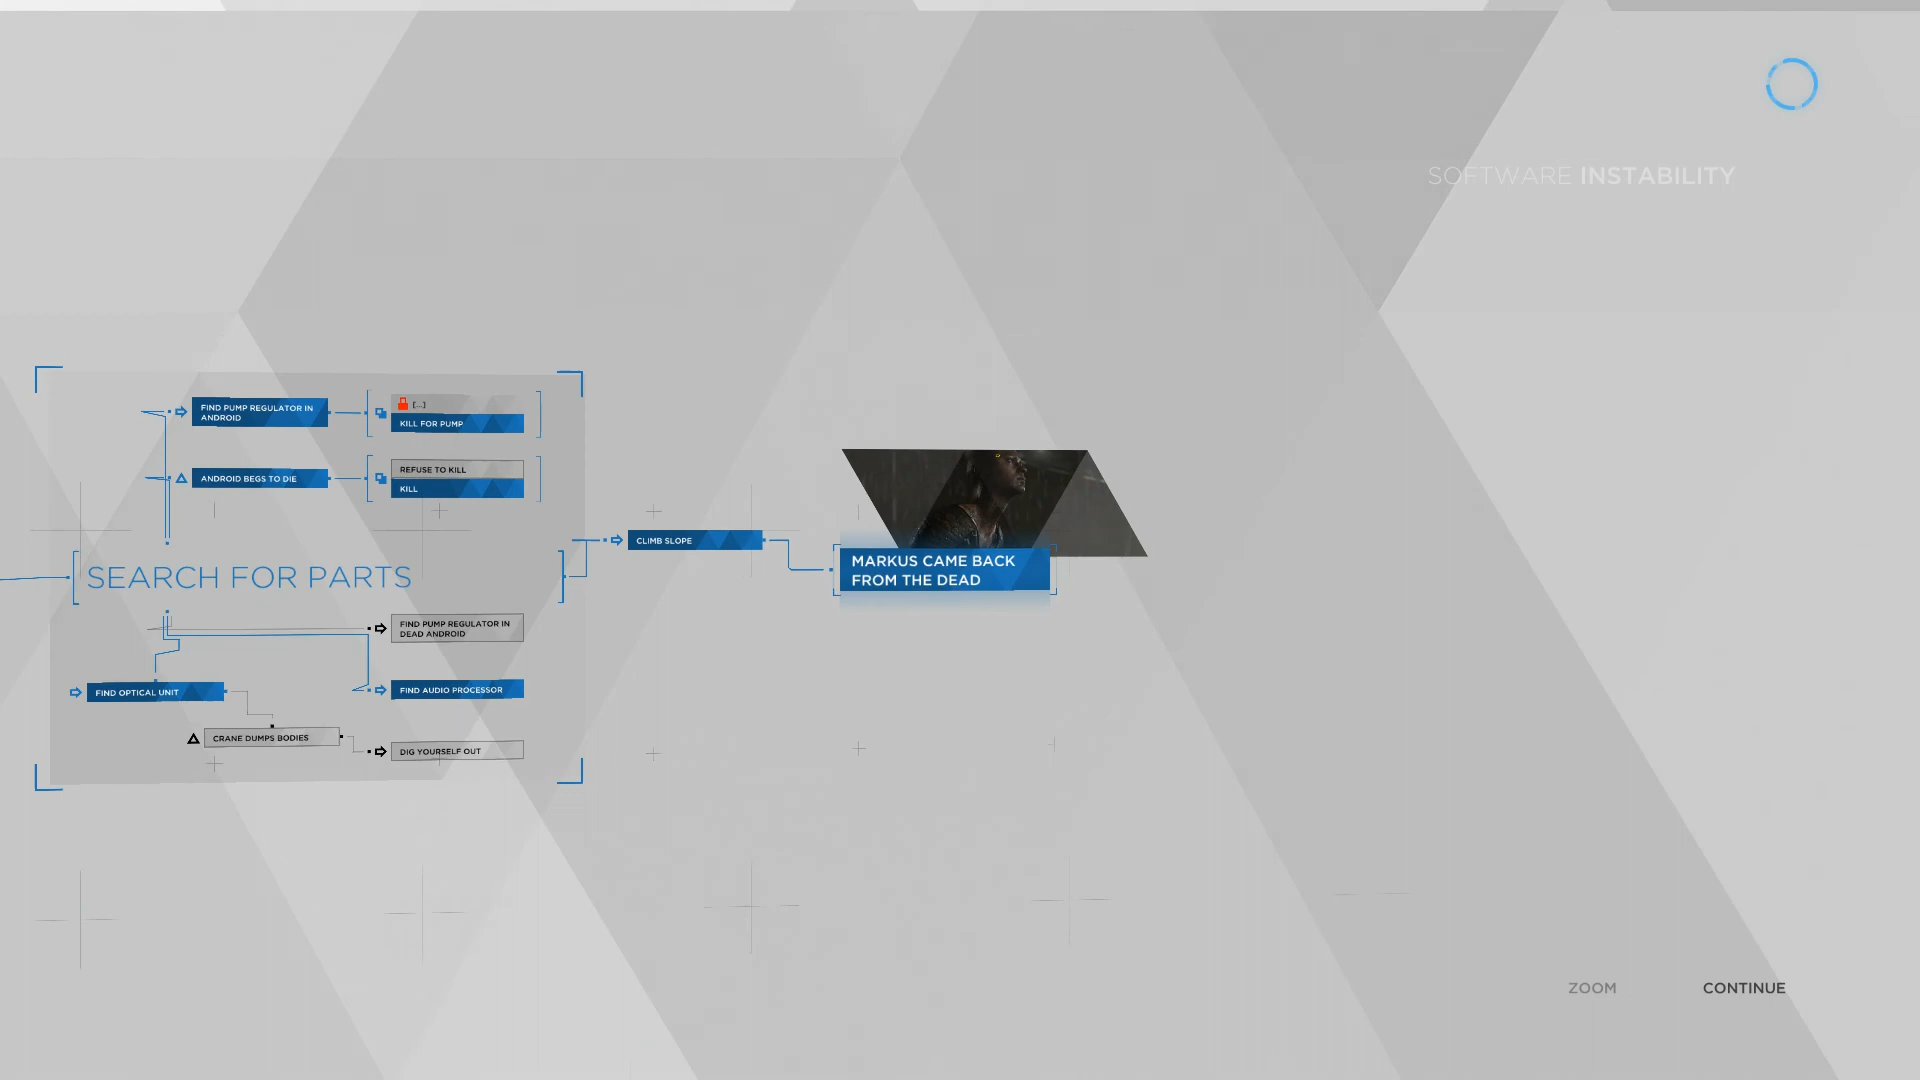 SOFTWARE INSTABILITY
FIND PUMP REGULATOR IN
ANDROID
[...]
KILL FOR PUMP
ANDROID BEGS TO DIE
REFUSE TO KILL
KILL
SEARCH FOR PARTS
CLIMB SLOPE
MARKUS CAME BACK
FROM THE DEAD
FIND PUMP REGULATOR IN
DEAD ANDROID
FIND OPTICAL UNIT
FIND AUDIO PROCESSOR
CRANE DUMPS BODIES
DIG YOURSELF OUT
ZOOM
CONTINUE